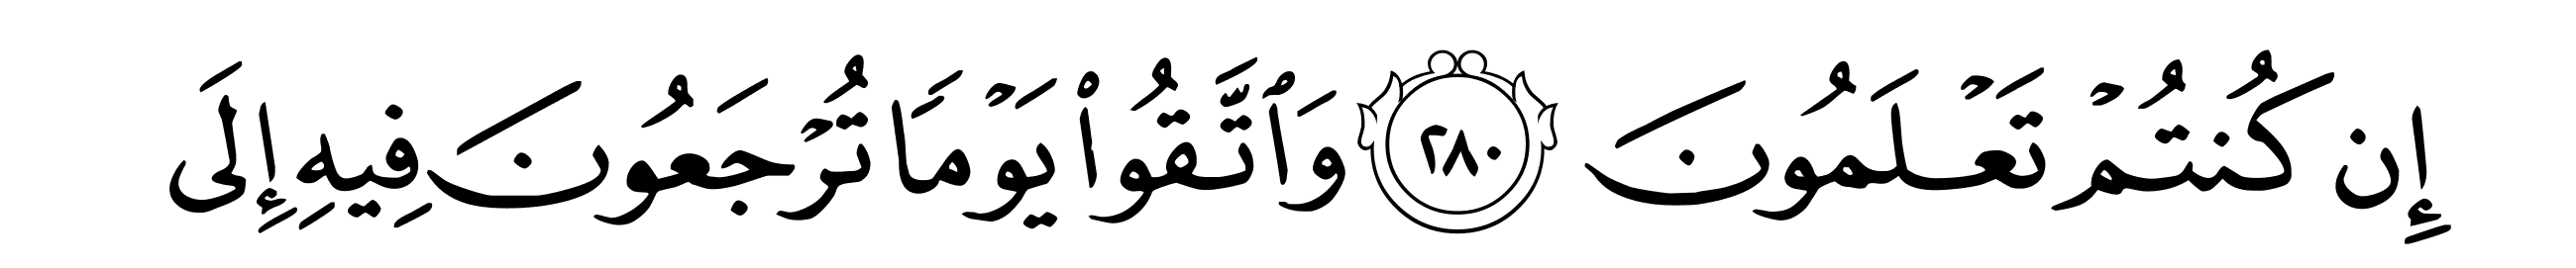 إِن كُنتُمۡ تَعۡلَمُونَ ٢٨٠ وَٱتَّقُواْ يَوۡمٗا تُرۡجَعُونَ فِيهِ إِلَى